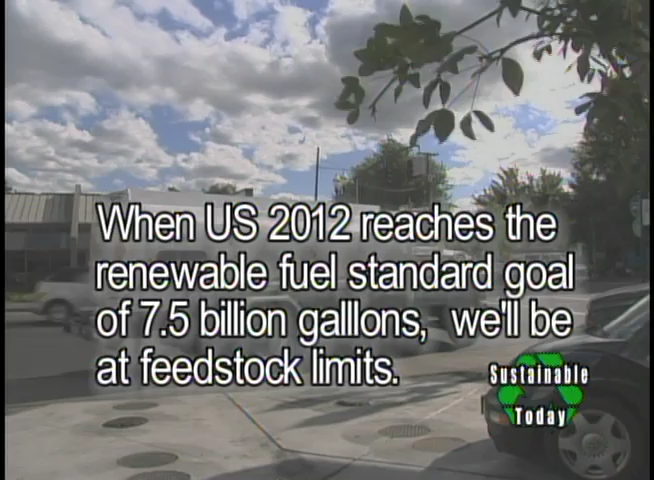 When US 2012 reaches the
renewable fuel standard goal
of 7.5 billion galllons, we'll be
at feedstock limits.
Sustainable
Today